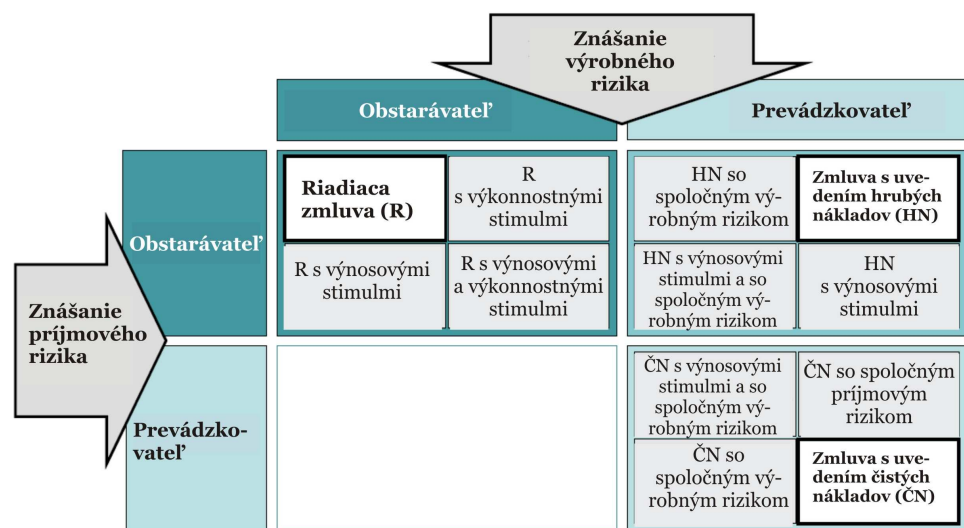 Znášanie
výrobného
rizika
Obstarávateľ
Prevádzkovateľ
Znášanie
príjmového
rizika
Obstarávateľ
Riadiaca
zmluva (R)
R
s výkonnostnými
stimulmi
HN so
spoločným vý-
robným rizikom
Zmluva s uve-
dením hrubých
nákladov (HN)
R s výnosovými
stimulmi
R s výnosovými
a výkonnostnými
stimulmi
HN s výnosovými
stimulmi a so
spoločným vý-
robným rizikom
HN
s výnosovými
stimulmi
Prevádzko-
vateľ
ČN s výnosovými
stimulmi a so
spoločným vý-
robným rizikom
ČN so spoločným
príjmovým
rizikom
ČN so
spoločným vý-
robným rizikom
Zmluva s uve-
dením čistých
nákladov (ČN)